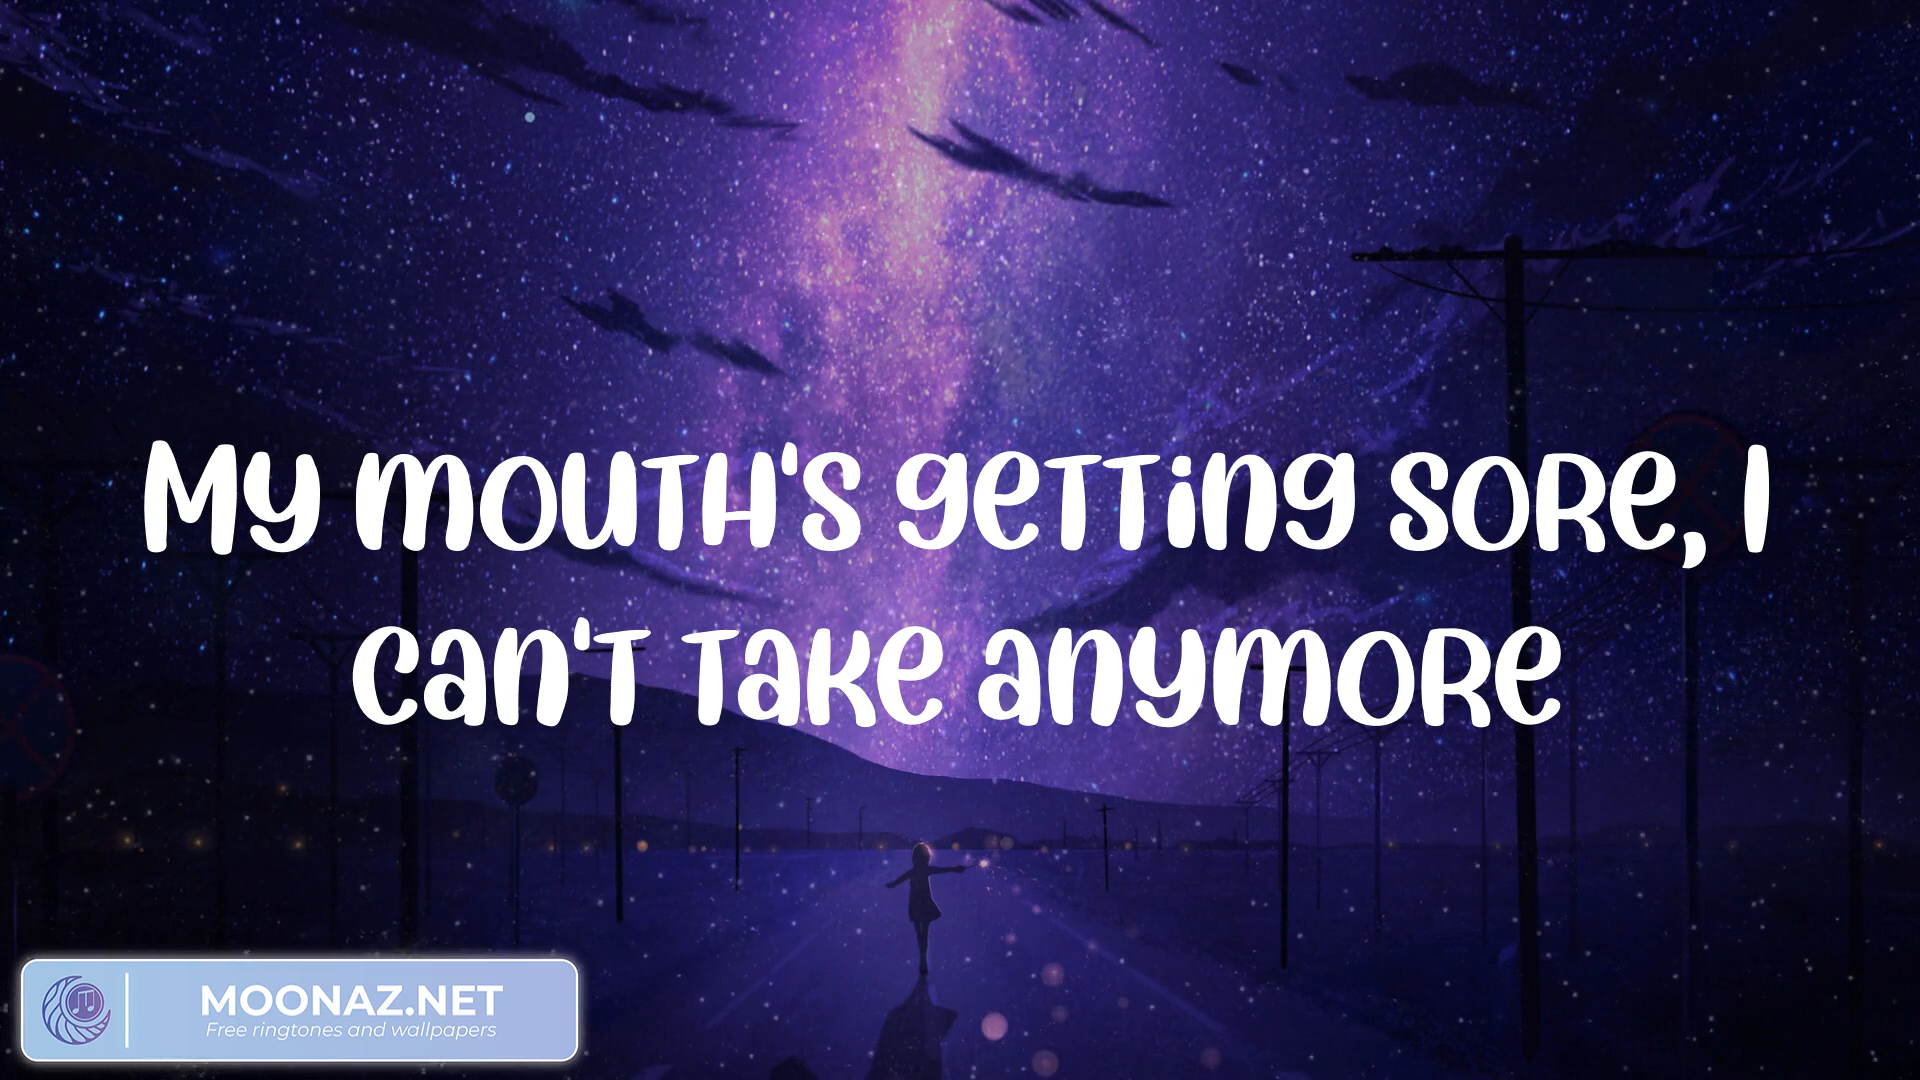 My mouth's getting sore, I
can't take anymore
MOONAZ.NET
Free ringtones and wallpapers